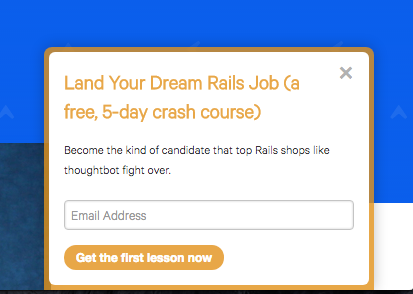 Land Your Dream Rails Job (a
free, 5-day crash course)
Become the kind of candidate that top Rails shops like
thoughtbot fight over.
Email Address
Get the first lesson now